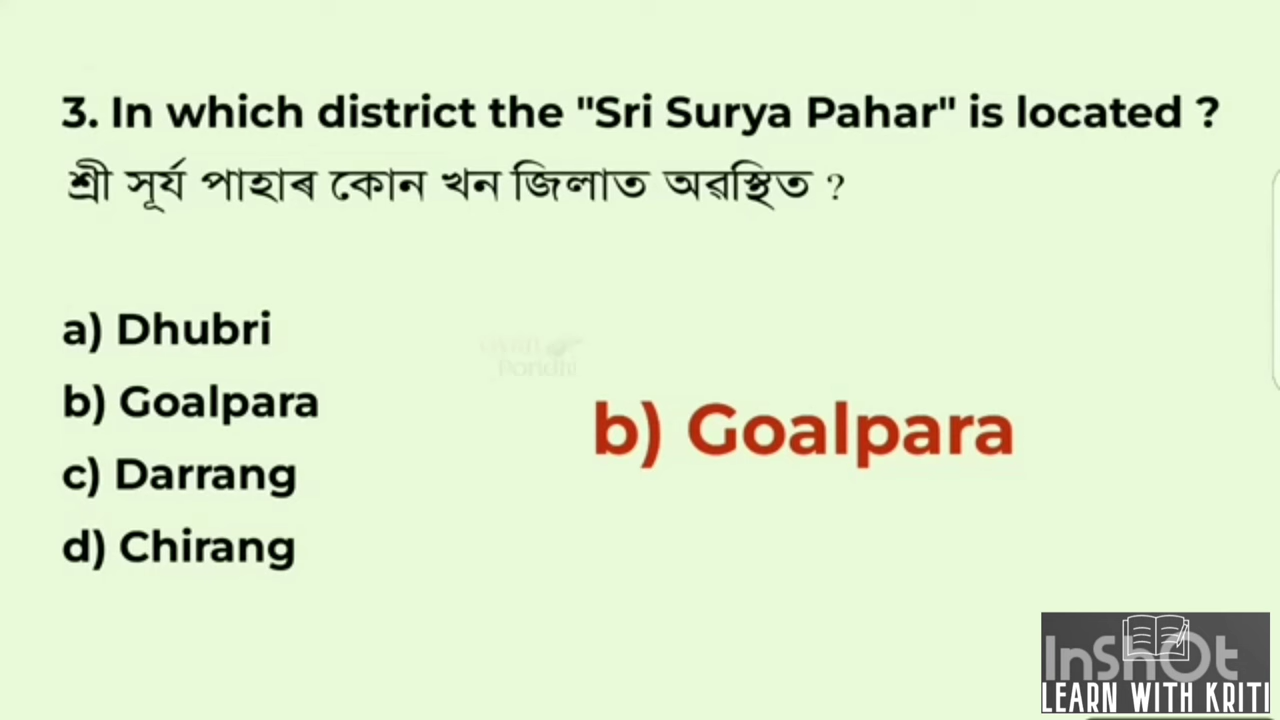 3. In which district the "Sri Surya Pahar" is located ?
শ্ৰী সূৰ্য পাহাৰ কোন খন জিলাত অৱস্থিত ?
a) Dhubri
b) Goalpara
b) Goalpara
c) Darrang
d) Chirang
InShOt
LEARN WITH KRITI